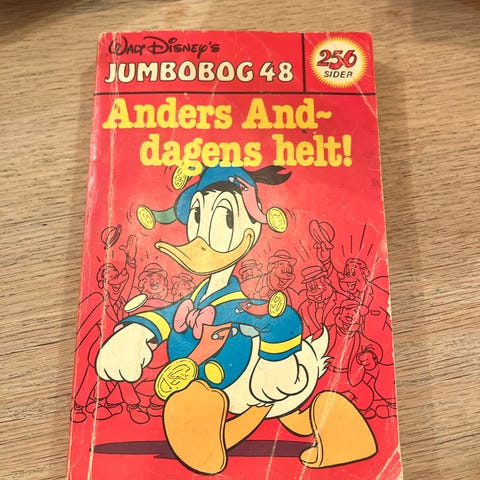 Walt Disney's
JUMBOBOG 48
256
SIDER
Anders And~
dagens helt!